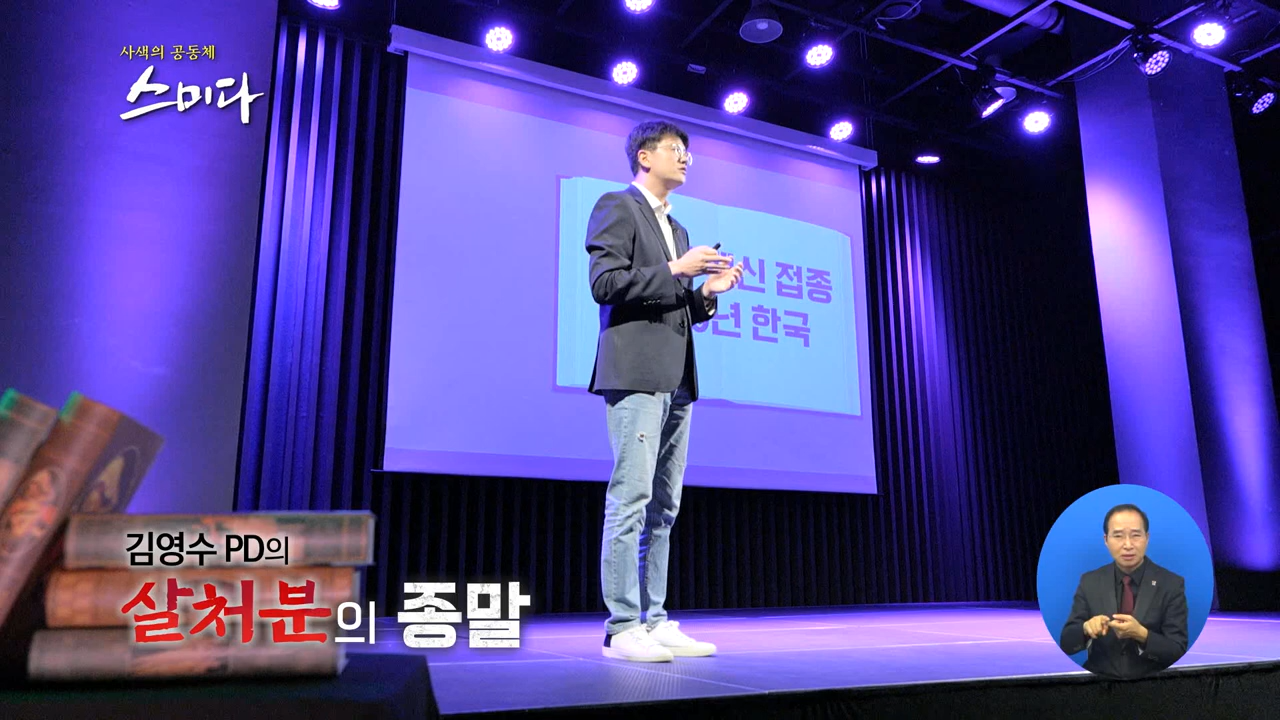 사색의 공동체
스미다
신 접종
년 한국
김영수 PD의
살처분의 종말